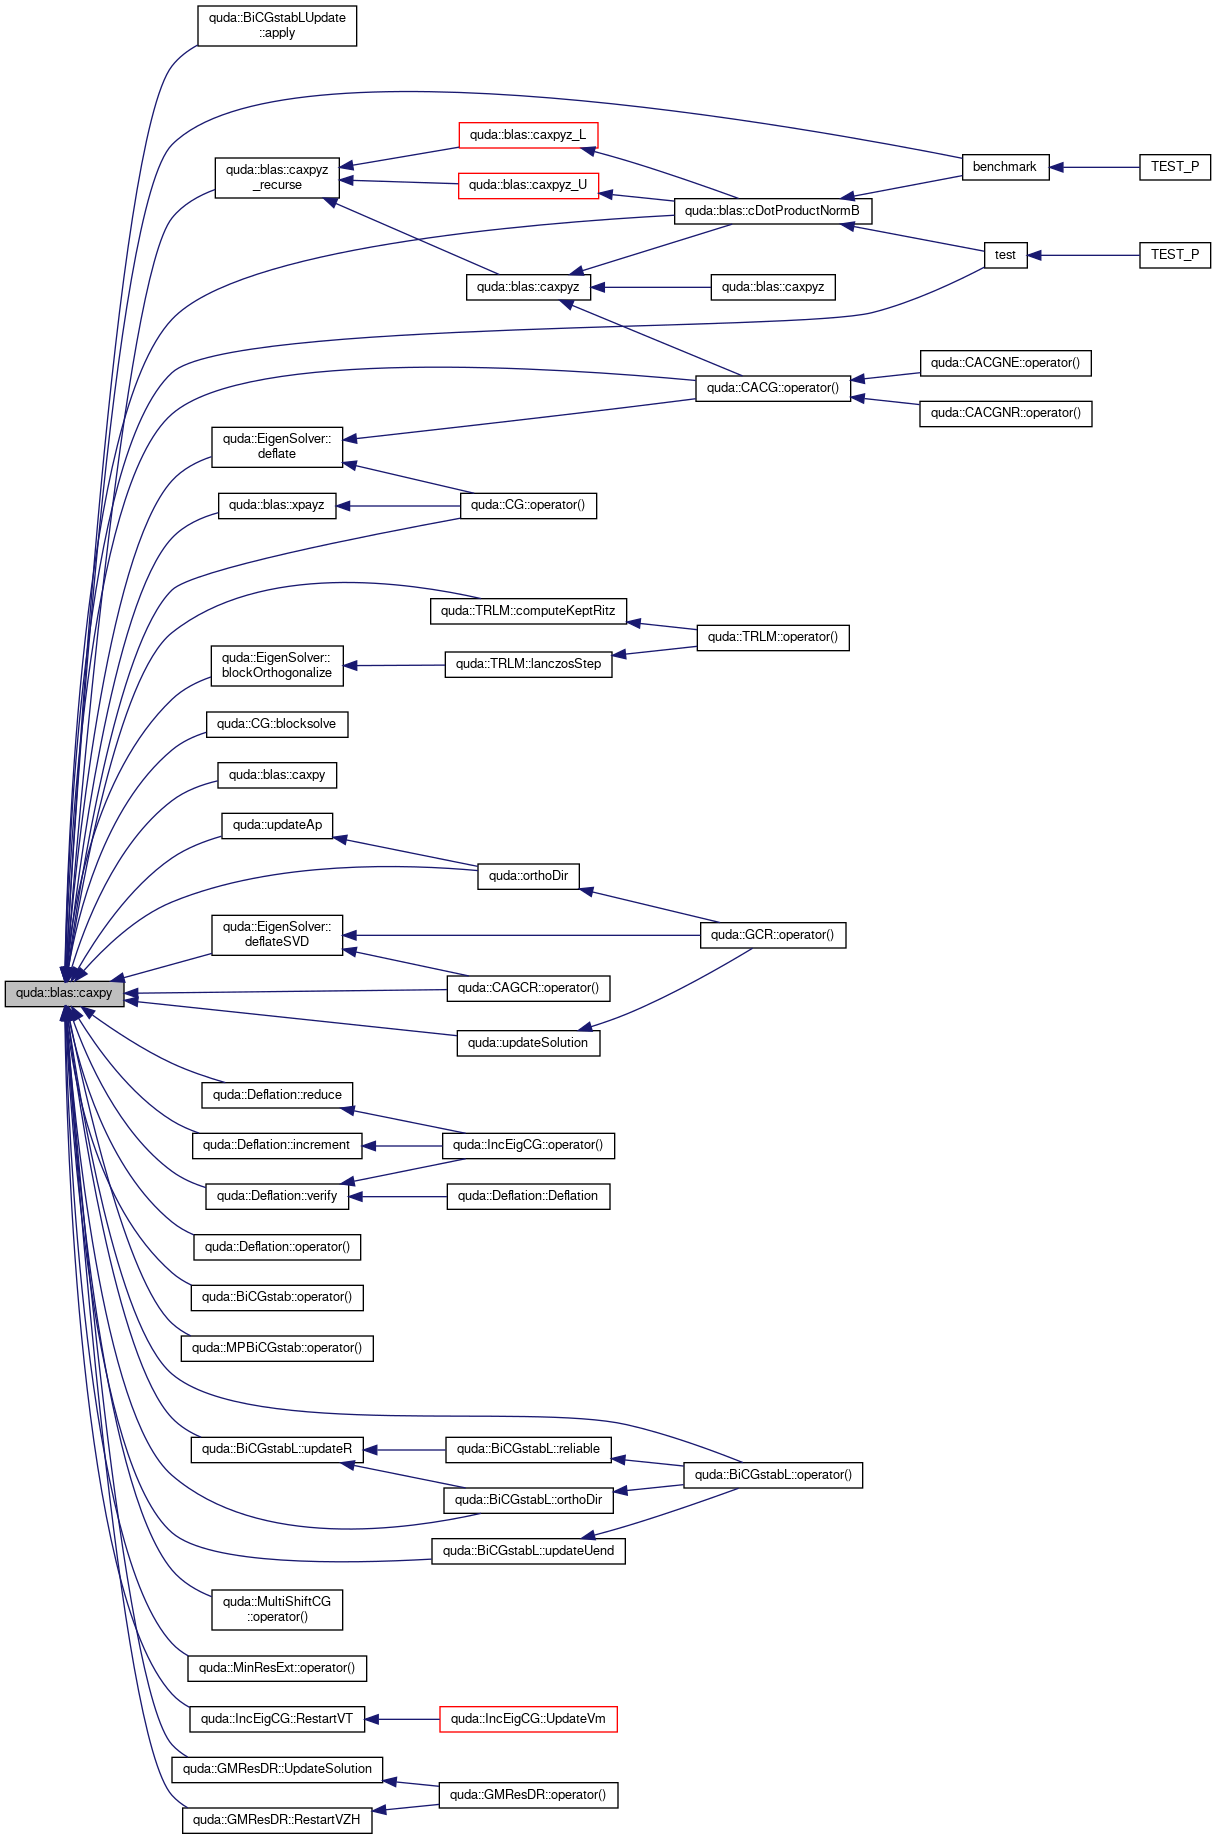 quda::BiCGstabLUpdate
::apply
benchmark
TEST_P
quda::blas::caxpyz_L
quda::blas::caxpyz
_recurse
quda::blas::caxpyz_U
quda::blas::cDotProductNormB
test
TEST_P
quda::blas::caxpyz
quda::blas::caxpyz
quda::CACGNE::operator()
quda::CACG::operator()
quda::CACGNR::operator()
quda::EigenSolver::
deflate
quda::blas::xpayz
quda::CG::operator()
quda::TRLM::computeKeptRitz
quda::TRLM::operator()
quda::EigenSolver::
blockOrthogonalize
quda::TRLM::lanczosStep
quda::CG::blocksolve
quda::blas::caxpy
quda::updateAp
quda::orthoDir
quda::EigenSolver::
deflateSVD
quda::GCR::operator()
quda::CAGCR::operator()
quda::blas::caxpy
quda::updateSolution
quda::Deflation::reduce
quda::Deflation::increment
quda::IncEigCG::operator()
quda::Deflation::verify
quda::Deflation::Deflation
quda::Deflation::operator()
quda::BiCGstab::operator()
quda::MPBiCGstab::operator()
quda::BiCGstabL::updateR
quda::BiCGstabL::reliable
quda::BiCGstabL::operator()
quda::BiCGstabL::orthoDir
quda::BiCGstabL::updateUend
quda::MultiShiftCG
::operator()
quda::MinResExt::operator()
quda::IncEigCG::RestartVT
quda::IncEigCG::UpdateVm
quda::GMResDR::UpdateSolution
quda::GMResDR::operator()
quda::GMResDR::RestartVZH